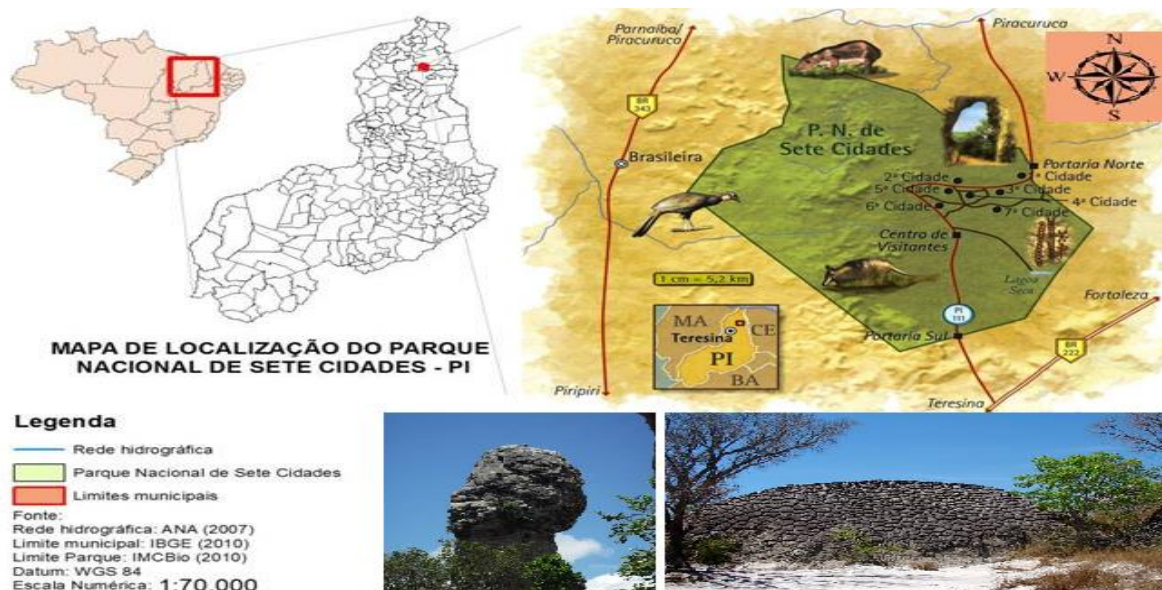 MAPA DE LOCALIZAÇÃO DO PARQUE
NACIONAL DE SETE CIDADES - PI
Parnaíba/
Piracuruca
Piracuruca
N
W
E
S
BR
343
P. N. de
Sete Cidades
Brasileira
Portaria Norte
2ª Cidade
ª Cidade
5ª Cidade
3ª Cidade
4ª Cidade
6ª Cidade
7ª Cidade
Centro de
Visitantes
Lagoa
Seca
1 cm = 5,2 km
Fortaleza
MA
CE
Teresina
PI
BA
PI
111
Portaria Sul
BR
222
Piripiri
Teresina
Legenda
Rede hidrográfica
Parque Nacional de Sete Cidades
Limites municipais
Fonte:
Rede hidrográfica: ANA (2007)
Limite municipal: IBGE (2010)
Limite Parque: IMCBio (2010)
Datum: WGS 84
Escala Numérica: 1:70.000